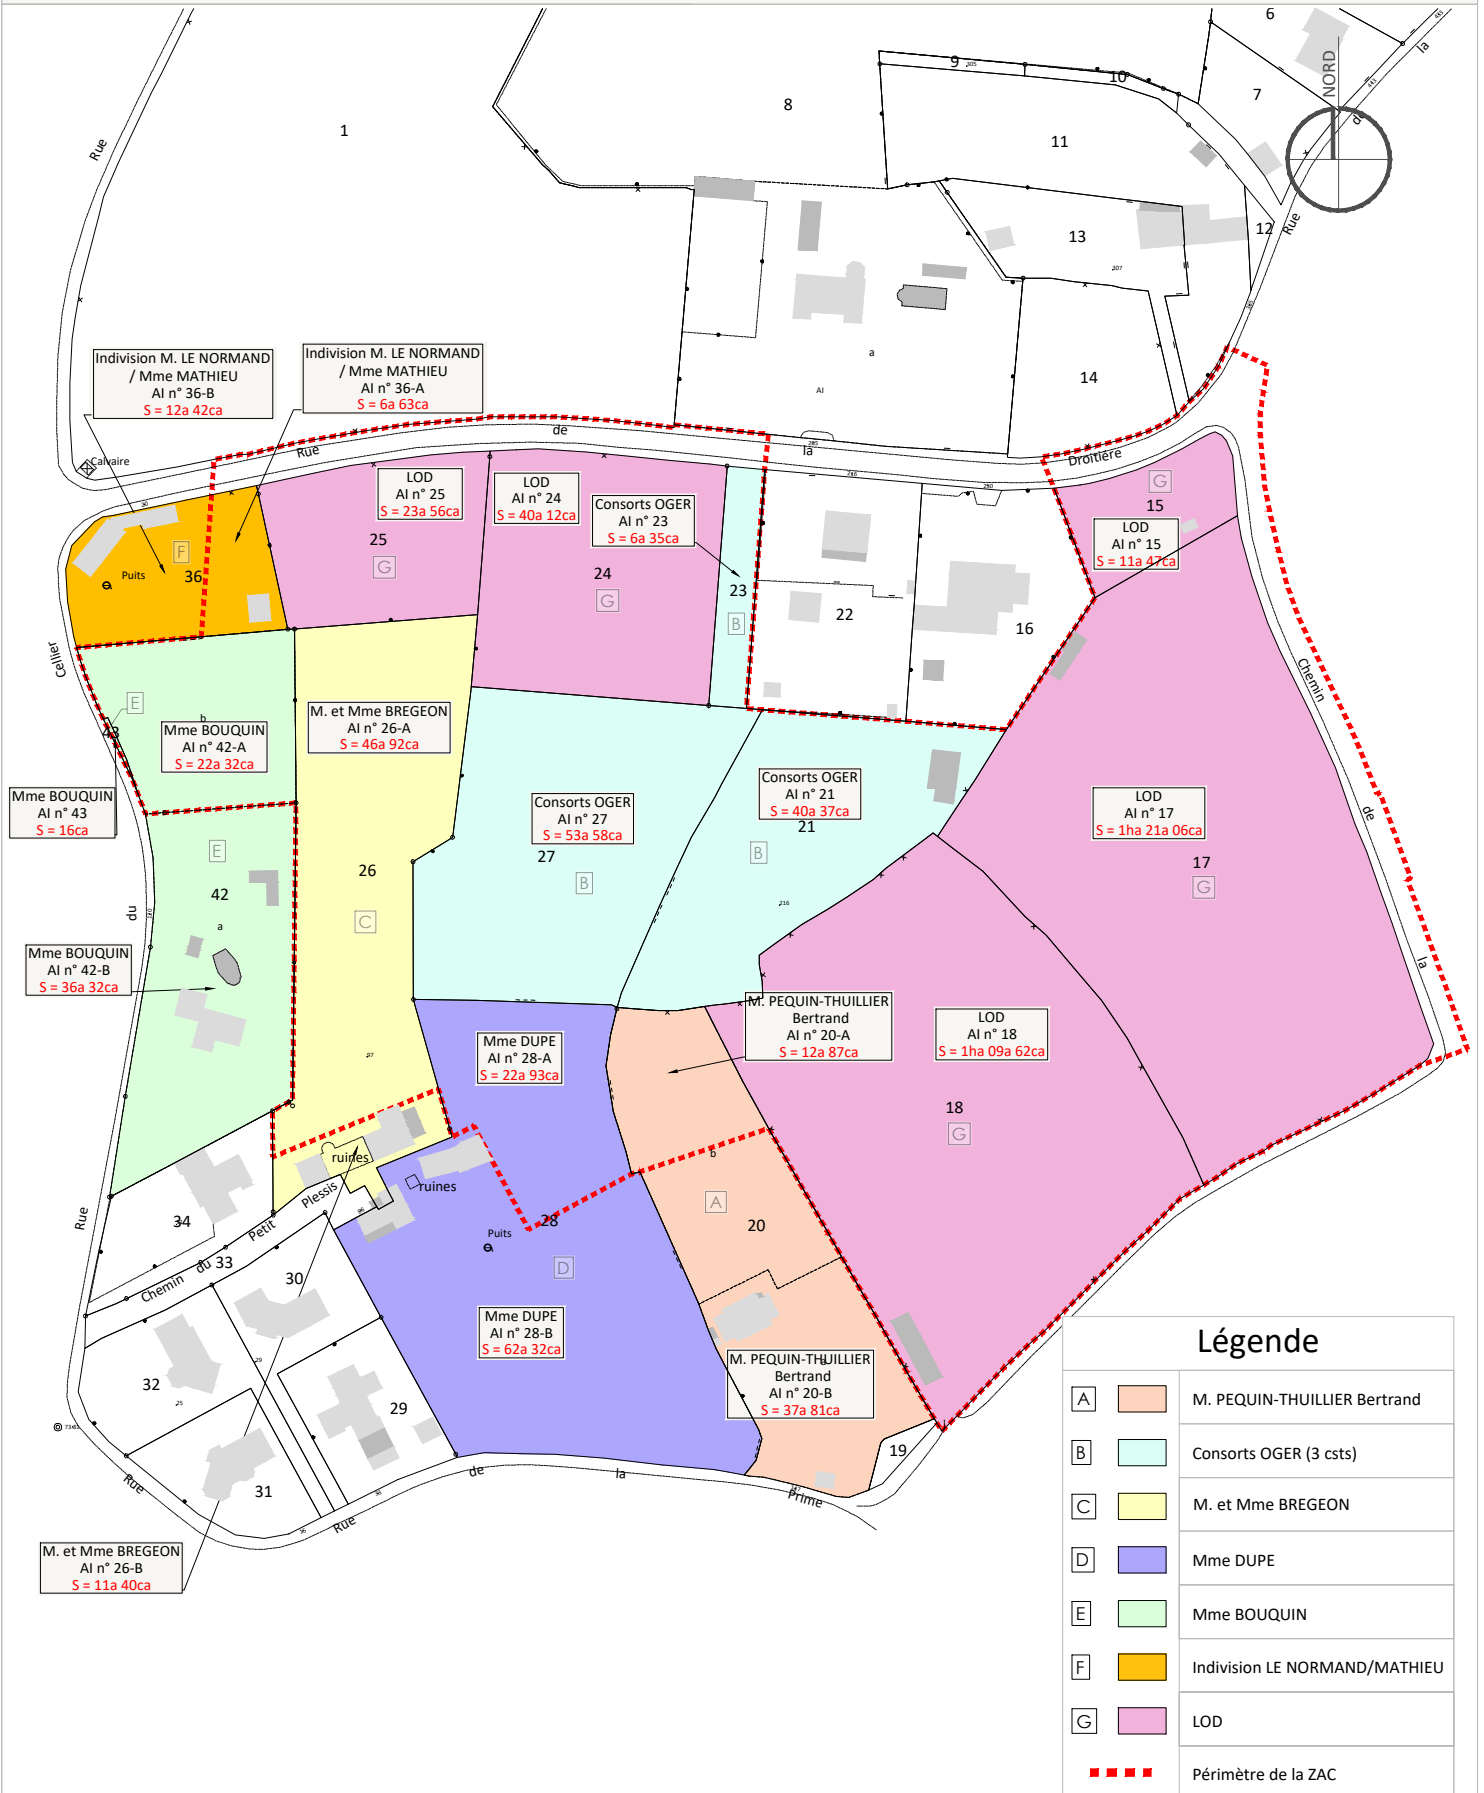 6
la
NORD
7
de
9
10
8
11
1
Rue
13
12
Rue
a
AI
14
Indivision M. LE NORMAND
/ Mme MATHIEU
AI n° 36-B
S = 12a 42ca
Indivision M. LE NORMAND
/ Mme MATHIEU
AI n° 36-A
S = 6a 63ca
de
Rue
la
Droitière
Calvaire
LOD
AI n° 25
S = 23a 56ca
25
G
LOD
AI n° 24
S = 40a 12ca
24
G
Consorts OGER
AI n° 23
S = 6a 35ca
23
B
G
15
LOD
AI n° 15
S = 11a 47ca
F
36
Puits
22
16
Cellier
Chemin
E
43
b
Mme BOUQUIN
AI n° 42-A
S = 22a 32ca
M. et Mme BREGEON
AI n° 26-A
S = 46a 92ca
Mme BOUQUIN
AI n° 43
S = 16ca
Consorts OGER
AI n° 27
S = 53a 58ca
27
B
Consorts OGER
AI n° 21
S = 40a 37ca
21
B
216
LOD
AI n° 17
S = 1ha 21a 06ca
17
G
de
la
E
42
a
du
26
C
Mme BOUQUIN
AI n° 42-B
S = 36a 32ca
Mme DUPE
AI n° 28-A
S = 22a 93ca
M. PEQUIN-THUILLIER
Bertrand
AI n° 20-A
S = 12a 87ca
LOD
AI n° 18
S = 1ha 09a 62ca
18
G
ruines
ruines
b
A
20
34
Rue
Chemin du Petit Plessis
33
30
28
Puits
D
Mme DUPE
AI n° 28-B
S = 62a 32ca
M. PEQUIN-THUILLIER
Bertrand
AI n° 20-B
S = 37a 81ca
32
29
31
19
Rue
Rue
de
la
Prime
M. et Mme BREGEON
AI n° 26-B
S = 11a 40ca
Légende
A M. PEQUIN-THUILLIER Bertrand
B Consorts OGER (3 csts)
C M. et Mme BREGEON
D Mme DUPE
E Mme BOUQUIN
F Indivision LE NORMAND/MATHIEU
G LOD
Périmètre de la ZAC